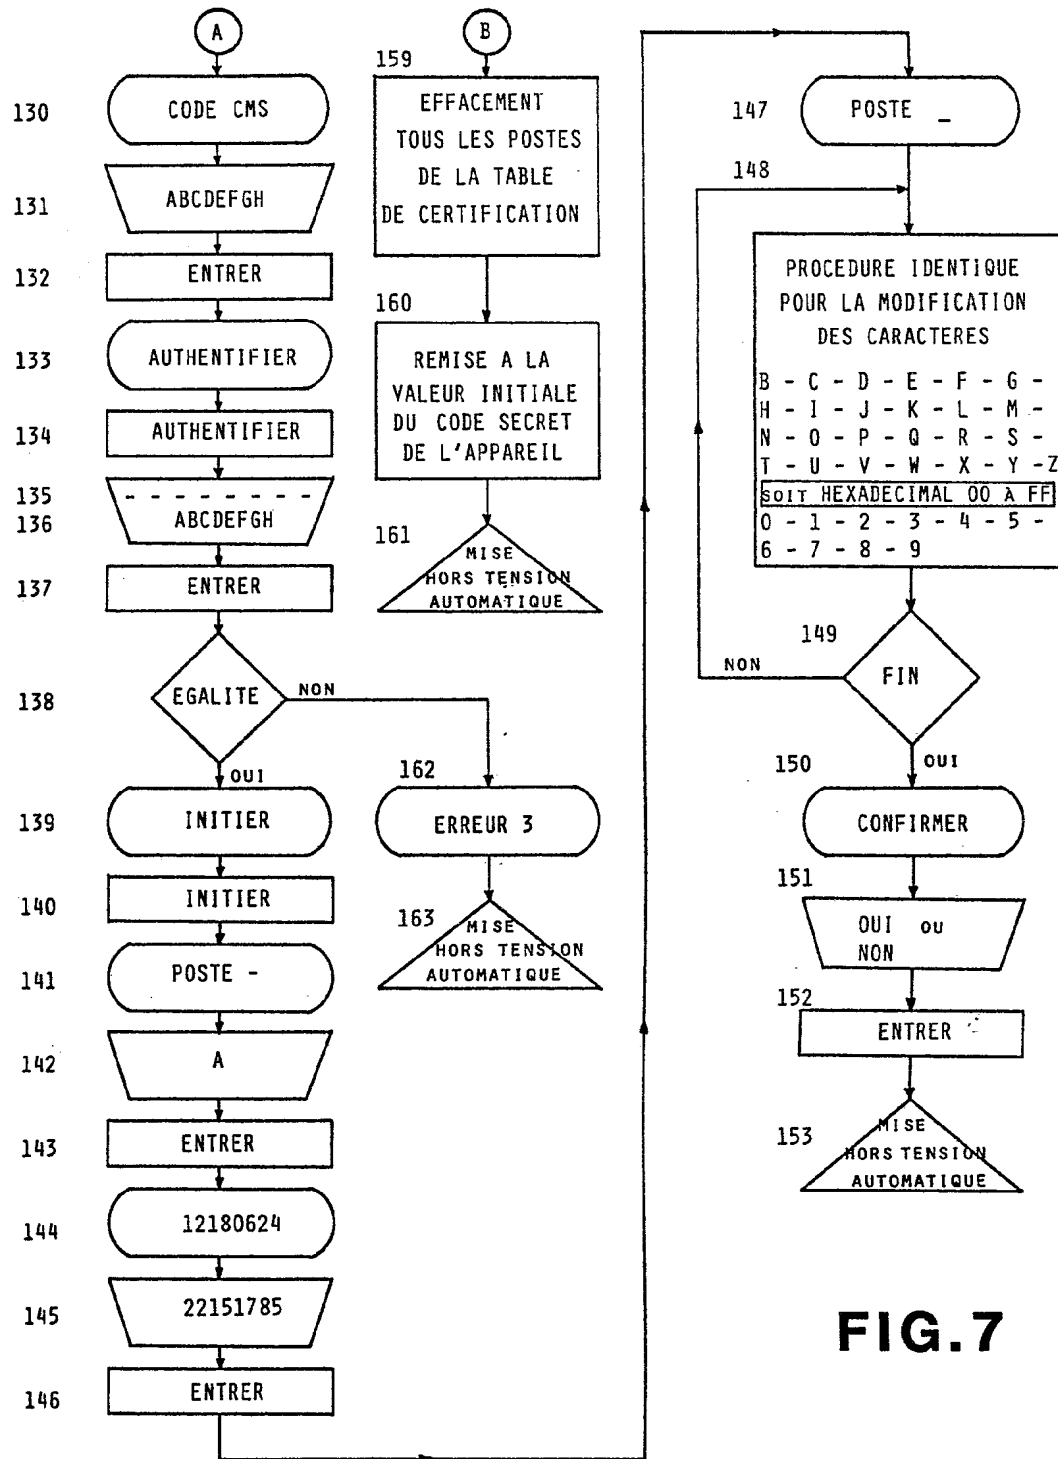 A
130
CODE CMS
131
ABCDEFGH
132
ENTRER
133
AUTHENTIFIER
134
AUTHENTIFIER
135
- - - - - - - -
136
ABCDEFGH
137
ENTRER
138
EGALITE
NON
OUI
139
INITIER
140
INITIER
141
POSTE -
142
A
143
ENTRER
144
12180624
145
22151785
146
ENTRER
B
159
EFFACEMENT
TOUS LES POSTES
DE LA TABLE
DE CERTIFICATION
160
REMISE A LA
VALEUR INITIALE
DU CODE SECRET
DE L'APPAREIL
161
MISE
HORS TENSION
AUTOMATIQUE
162
ERREUR 3
163
MISE
HORS TENSION
AUTOMATIQUE
147
POSTE _
148
PROCEDURE IDENTIQUE
POUR LA MODIFICATION
DES CARACTERES
B - C - D - E - F - G -
H - I - J - K - L - M -
N - O - P - Q - R - S -
T - U - V - W - X - Y - Z
SOIT HEXADECIMAL 00 A FF
0 - 1 - 2 - 3 - 4 - 5 -
6 - 7 - 8 - 9
149
FIN
NON
OUI
150
CONFIRMER
151
OUI OU
NON
152
ENTRER
153
MISE
HORS TENSION
AUTOMATIQUE
FIG.7